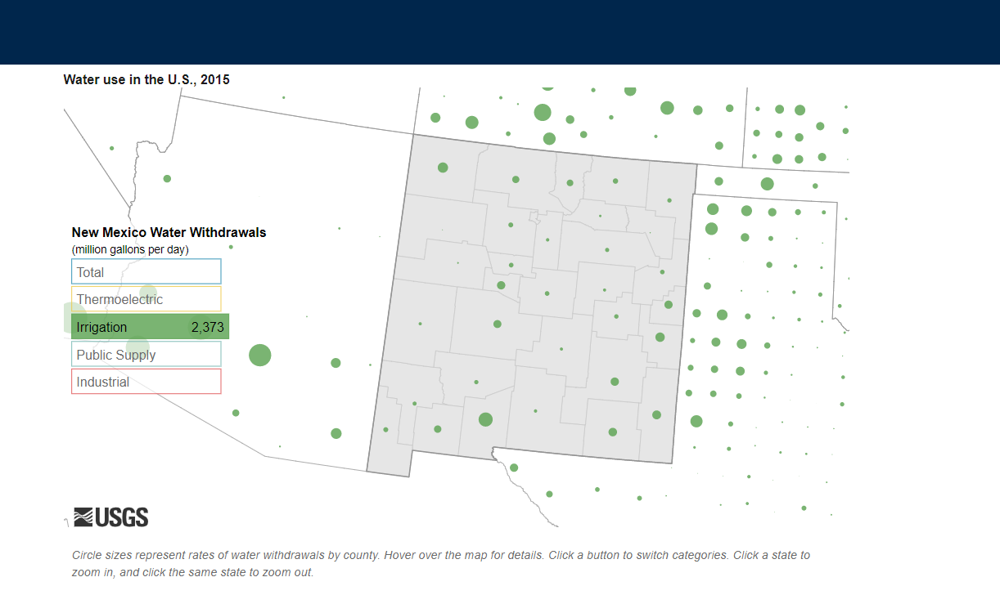 Water use in the U.S., 2015
New Mexico Water Withdrawals
(million gallons per day)
Total
Thermoelectric
Irrigation 2,373
Public Supply
Industrial
USGS
Circle sizes represent rates of water withdrawals by county. Hover over the map for details. Click a button to switch categories. Click a state to
zoom in, and click the same state to zoom out.